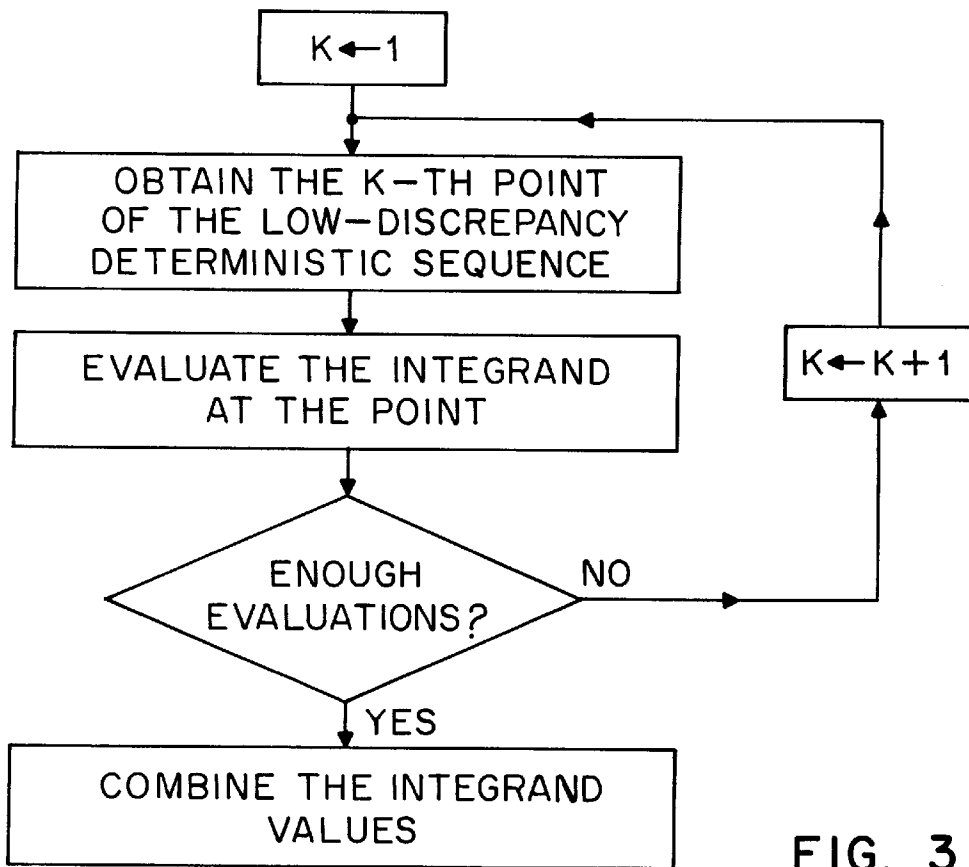 K←1
OBTAIN THE K-TH POINT
OF THE LOW-DISCREPANCY
DETERMINISTIC SEQUENCE
EVALUATE THE INTEGRAND
AT THE POINT
K←K+1
ENOUGH
EVALUATIONS?
NO
YES
COMBINE THE INTEGRAND
VALUES
FIG. 3